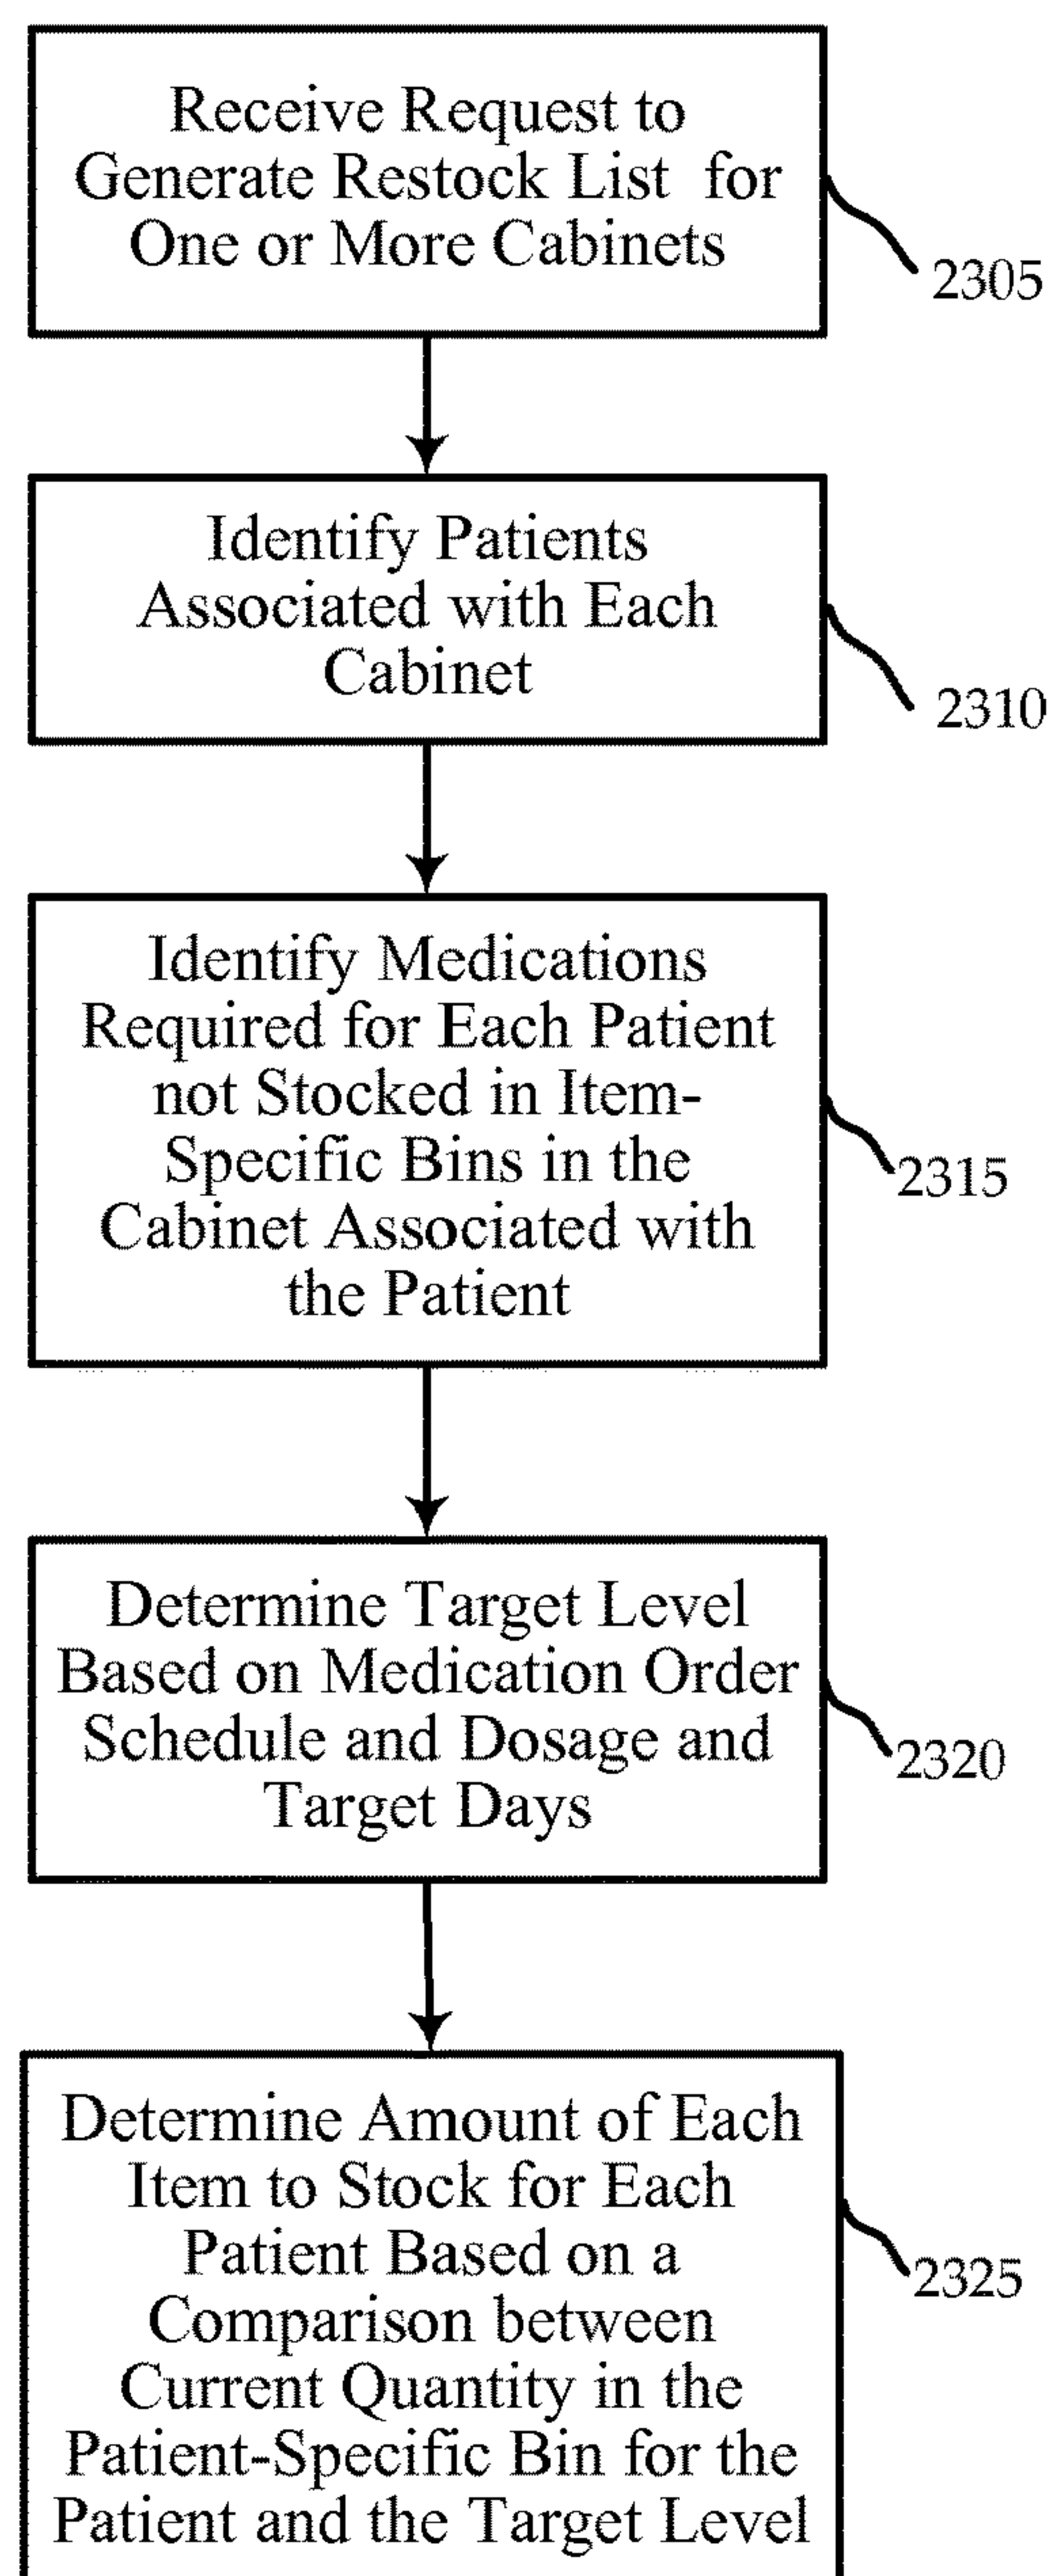 Receive Request to
Generate Restock List for
One or More Cabinets
2305
Identify Patients
Associated with Each
Cabinet
2310
Identify Medications
Required for Each Patient
not Stocked in Item-
Specific Bins in the
Cabinet Associated with
the Patient
2315
Determine Target Level
Based on Medication Order
Schedule and Dosage and
Target Days
2320
Determine Amount of Each
Item to Stock for Each
Patient Based on a
Comparison between
Current Quantity in the
Patient-Specific Bin for the
Patient and the Target Level
2325